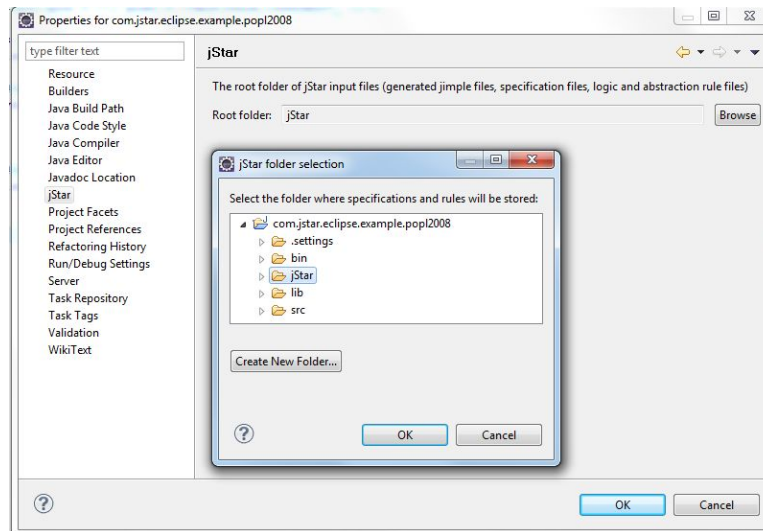 Properties for com.jstar.eclipse.example.popl2008
type filter text
Resource
Builders
Java Build Path
Java Code Style
Java Compiler
Java Editor
Javadoc Location
jStar
Project Facets
Project References
Refactoring History
Run/Debug Settings
Server
Task Repository
Task Tags
Validation
WikiText
jStar
The root folder of jStar input files (generated jimple files, specification files, logic and abstraction rule files)
Root folder: jStar Browse
jStar folder selection
Select the folder where specifications and rules will be stored:
com.jstar.eclipse.example.popl2008
.settings
bin
jStar
lib
src
Create New Folder...
OK Cancel
OK Cancel